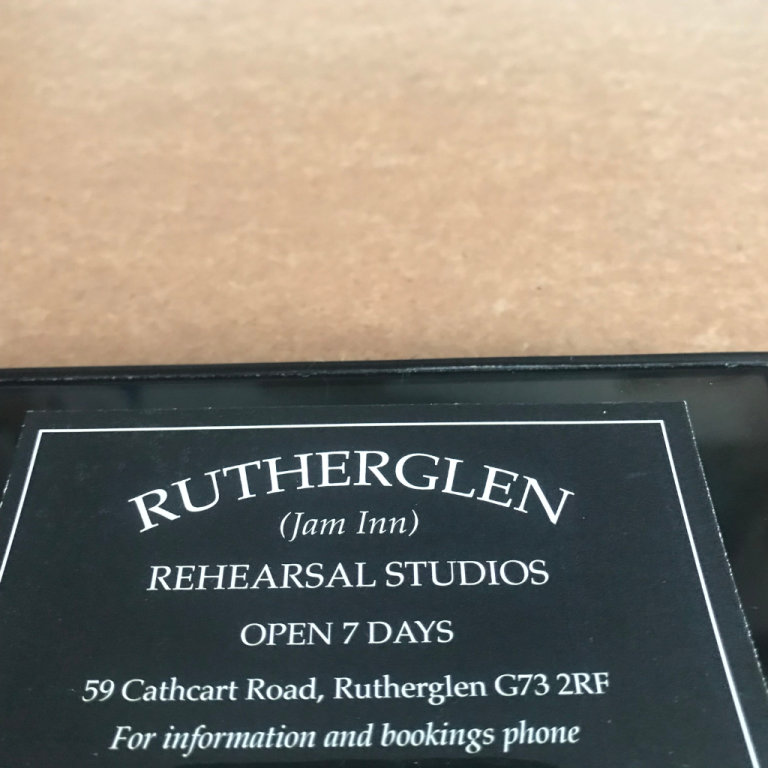 RUTHERGLEN
(Jam Inn)
REHEARSAL STUDIOS
OPEN 7 DAYS
59 Cathcart Road, Rutherglen G73 2RF
For information and bookings phone